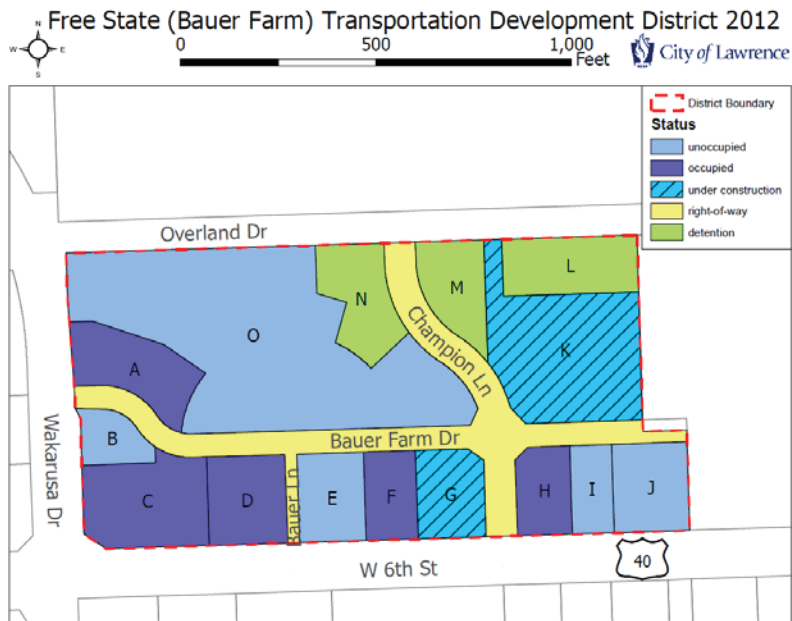 Free State (Bauer Farm) Transportation Development District 2012
N
W E
S
0 500 1,000
Feet
City of Lawrence
District Boundary
Status
unoccupied
occupied
under construction
right-of-way
detention
Overland Dr
L
M
N
O
K
Champion Ln
A
B
Bauer Farm Dr
Wakarusa Dr
C
D
Bauer Ln
E
F
G
H
I
J
W 6th St
40